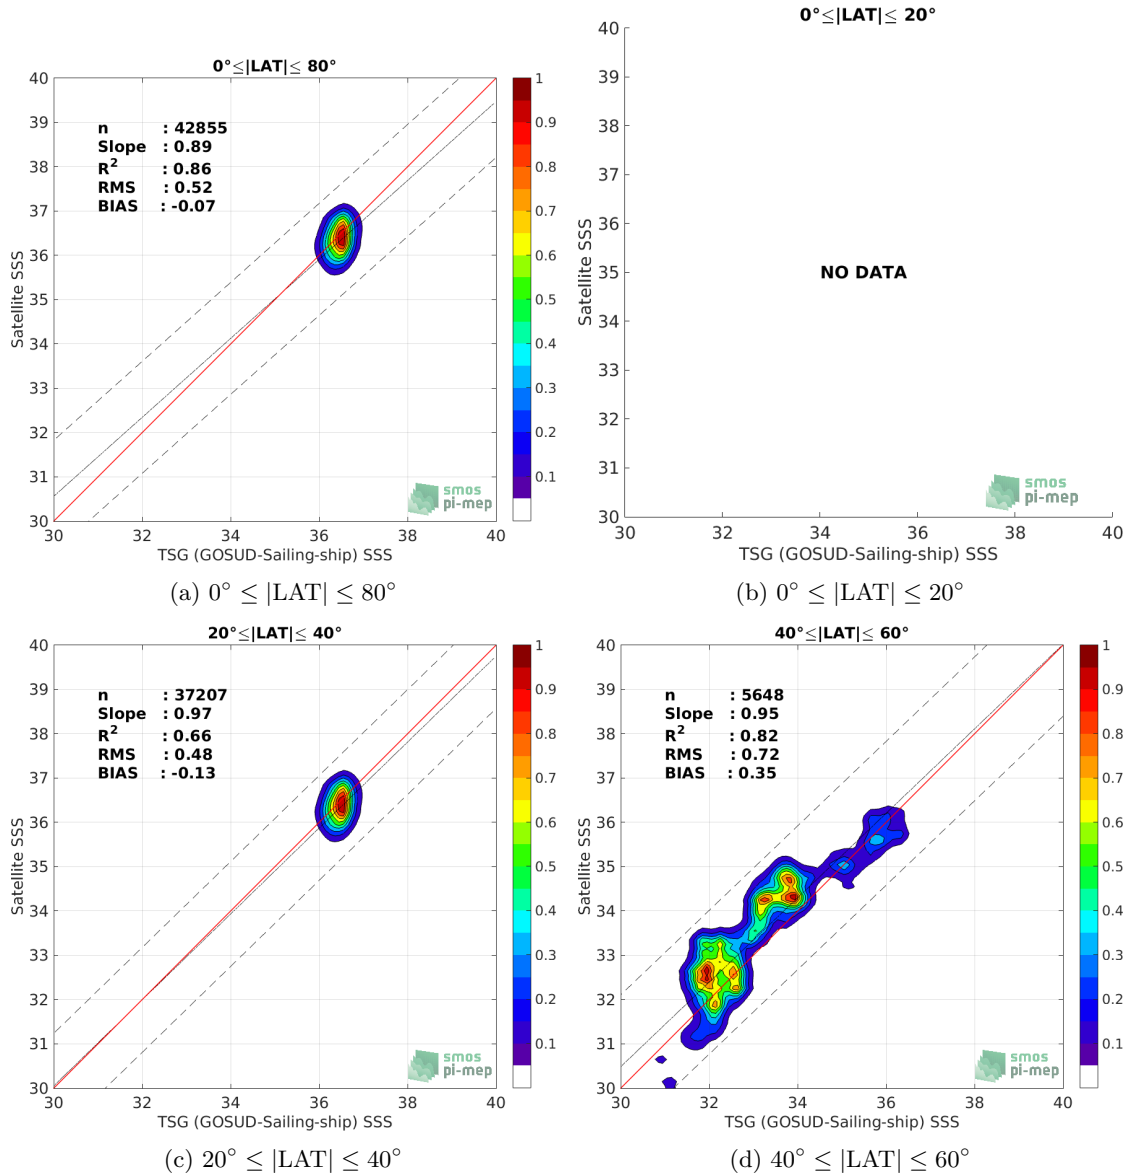 0°≤|LAT|≤ 80°
n : 42855
Slope : 0.89
R² : 0.86
RMS : 0.52
BIAS : -0.07
40
39
38
37
36
35
34
33
32
31
30
30 32 34 36 38 40
Satellite SSS
TSG (GOSUD-Sailing-ship) SSS
1
0.9
0.8
0.7
0.6
0.5
0.4
0.3
0.2
0.1
smos
pi-mep
(a) 0° ≤ |LAT| ≤ 80°
0°≤|LAT|≤ 20°
40
39
38
37
36
35
34
33
32
31
30
30 32 34 36 38 40
Satellite SSS
NO DATA
TSG (GOSUD-Sailing-ship) SSS
smos
pi-mep
(b) 0° ≤ |LAT| ≤ 20°
20°≤|LAT|≤ 40°
n : 37207
Slope : 0.97
R² : 0.66
RMS : 0.48
BIAS : -0.13
40
39
38
37
36
35
34
33
32
31
30
30 32 34 36 38 40
Satellite SSS
TSG (GOSUD-Sailing-ship) SSS
1
0.9
0.8
0.7
0.6
0.5
0.4
0.3
0.2
0.1
smos
pi-mep
(c) 20° ≤ |LAT| ≤ 40°
40°≤|LAT|≤ 60°
n : 5648
Slope : 0.95
R² : 0.82
RMS : 0.72
BIAS : 0.35
40
39
38
37
36
35
34
33
32
31
30
30 32 34 36 38 40
Satellite SSS
TSG (GOSUD-Sailing-ship) SSS
1
0.9
0.8
0.7
0.6
0.5
0.4
0.3
0.2
0.1
smos
pi-mep
(d) 40° ≤ |LAT| ≤ 60°